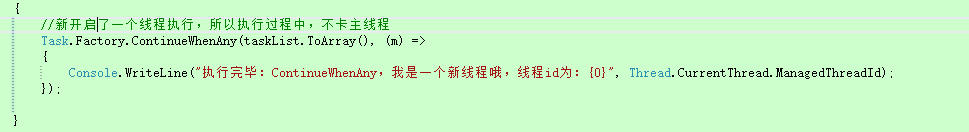 {
//新开启了一个线程执行，所以执行过程中，不卡主线程
Task.Factory.ContinueWhenAny(taskList.ToArray(), (m) =>
{
Console.WriteLine("执行完毕：ContinueWhenAny，我是一个新线程哦，线程id为：{0}", Thread.CurrentThread.ManagedThreadId);
});
}